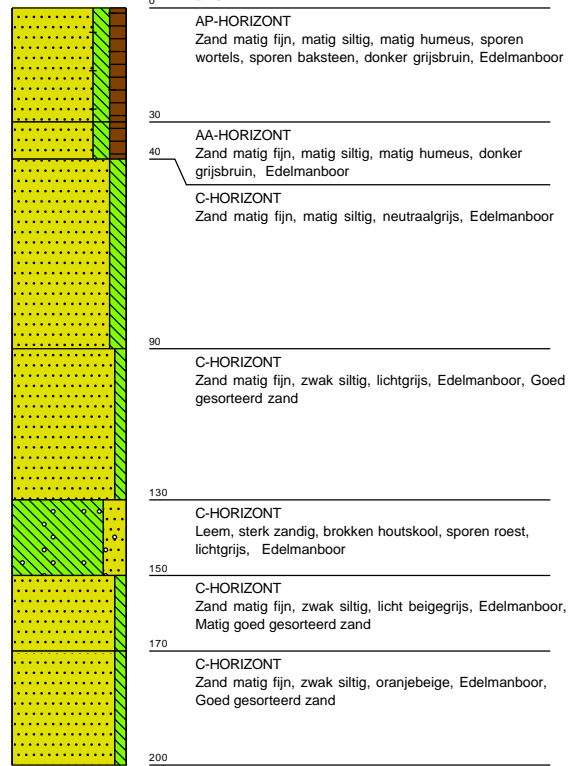 0
AP-HORIZONT
Zand matig fijn, matig siltig, matig humeus, sporen
wortels, sporen baksteen, donker grijsbruin, Edelmanboor
30
AA-HORIZONT
Zand matig fijn, matig siltig, matig humeus, donker
grijsbruin, Edelmanboor
40
C-HORIZONT
Zand matig fijn, matig siltig, neutraalgrijs, Edelmanboor
90
C-HORIZONT
Zand matig fijn, zwak siltig, lichtgrijs, Edelmanboor, Goed
gesorteerd zand
130
C-HORIZONT
Leem, sterk zandig, brokken houtskool, sporen roest,
lichtgrijs, Edelmanboor
150
C-HORIZONT
Zand matig fijn, zwak siltig, licht beigegrijs, Edelmanboor,
Matig goed gesorteerd zand
170
C-HORIZONT
Zand matig fijn, zwak siltig, oranjebeige, Edelmanboor,
Goed gesorteerd zand
200